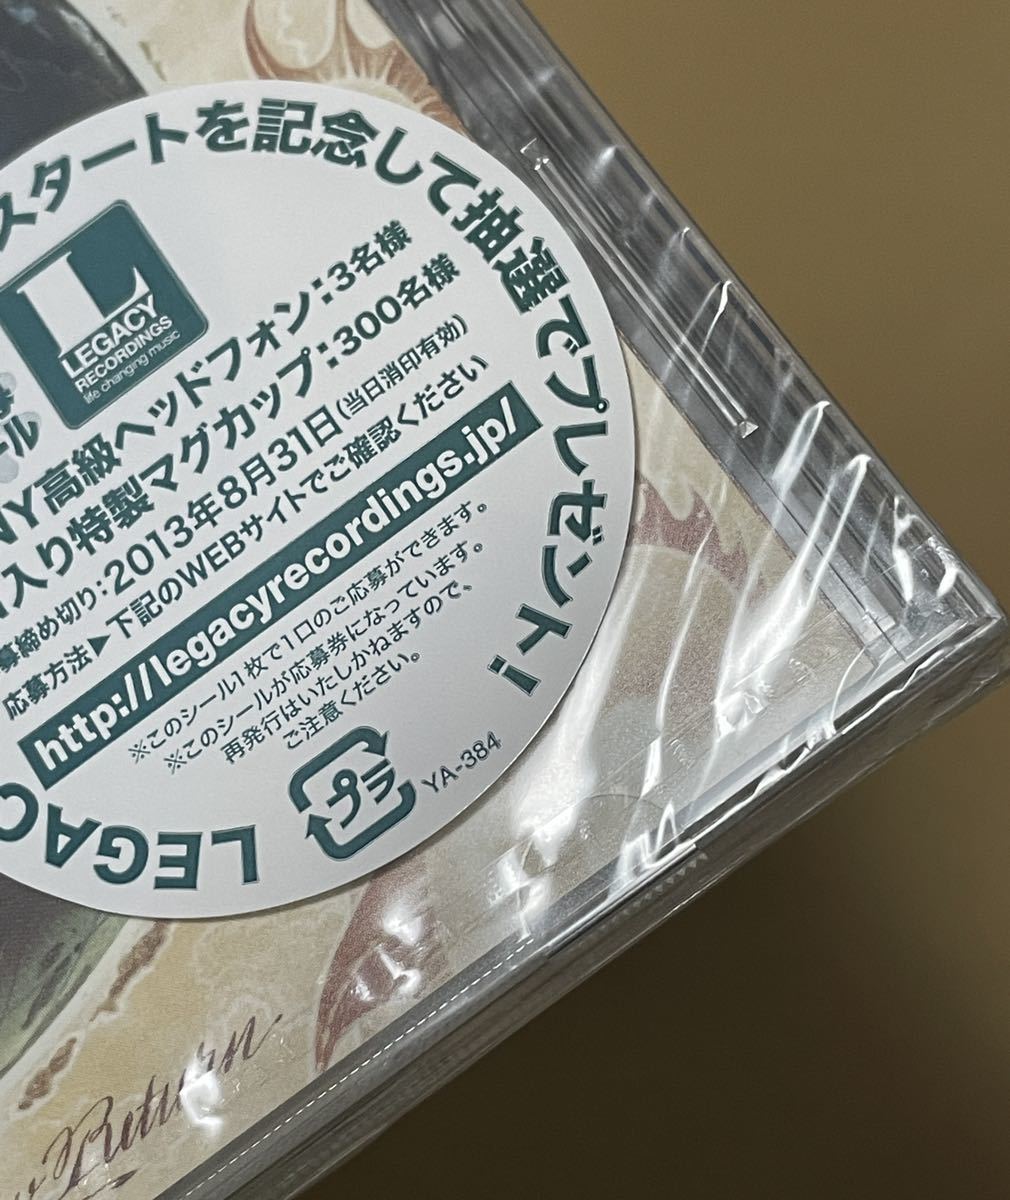 スタートを記念して抽選でプレゼント!
L
LEGACY
RECORDINGS
life changing music
ール
NY高級ヘッドフォン:3名様
入り特製マグカップ:300名様
募締め切り:2013年8月31日(当日消印有効)
応募方法▶下記のWEBサイトでご確認ください
http://legacyrecordings.jp/
※このシール1枚で1口のご応募ができます。
※このシールが応募券になっています。
再発行はいたしかねますので、
ご注意ください。
プラ
YA-384
LEGAC
Return